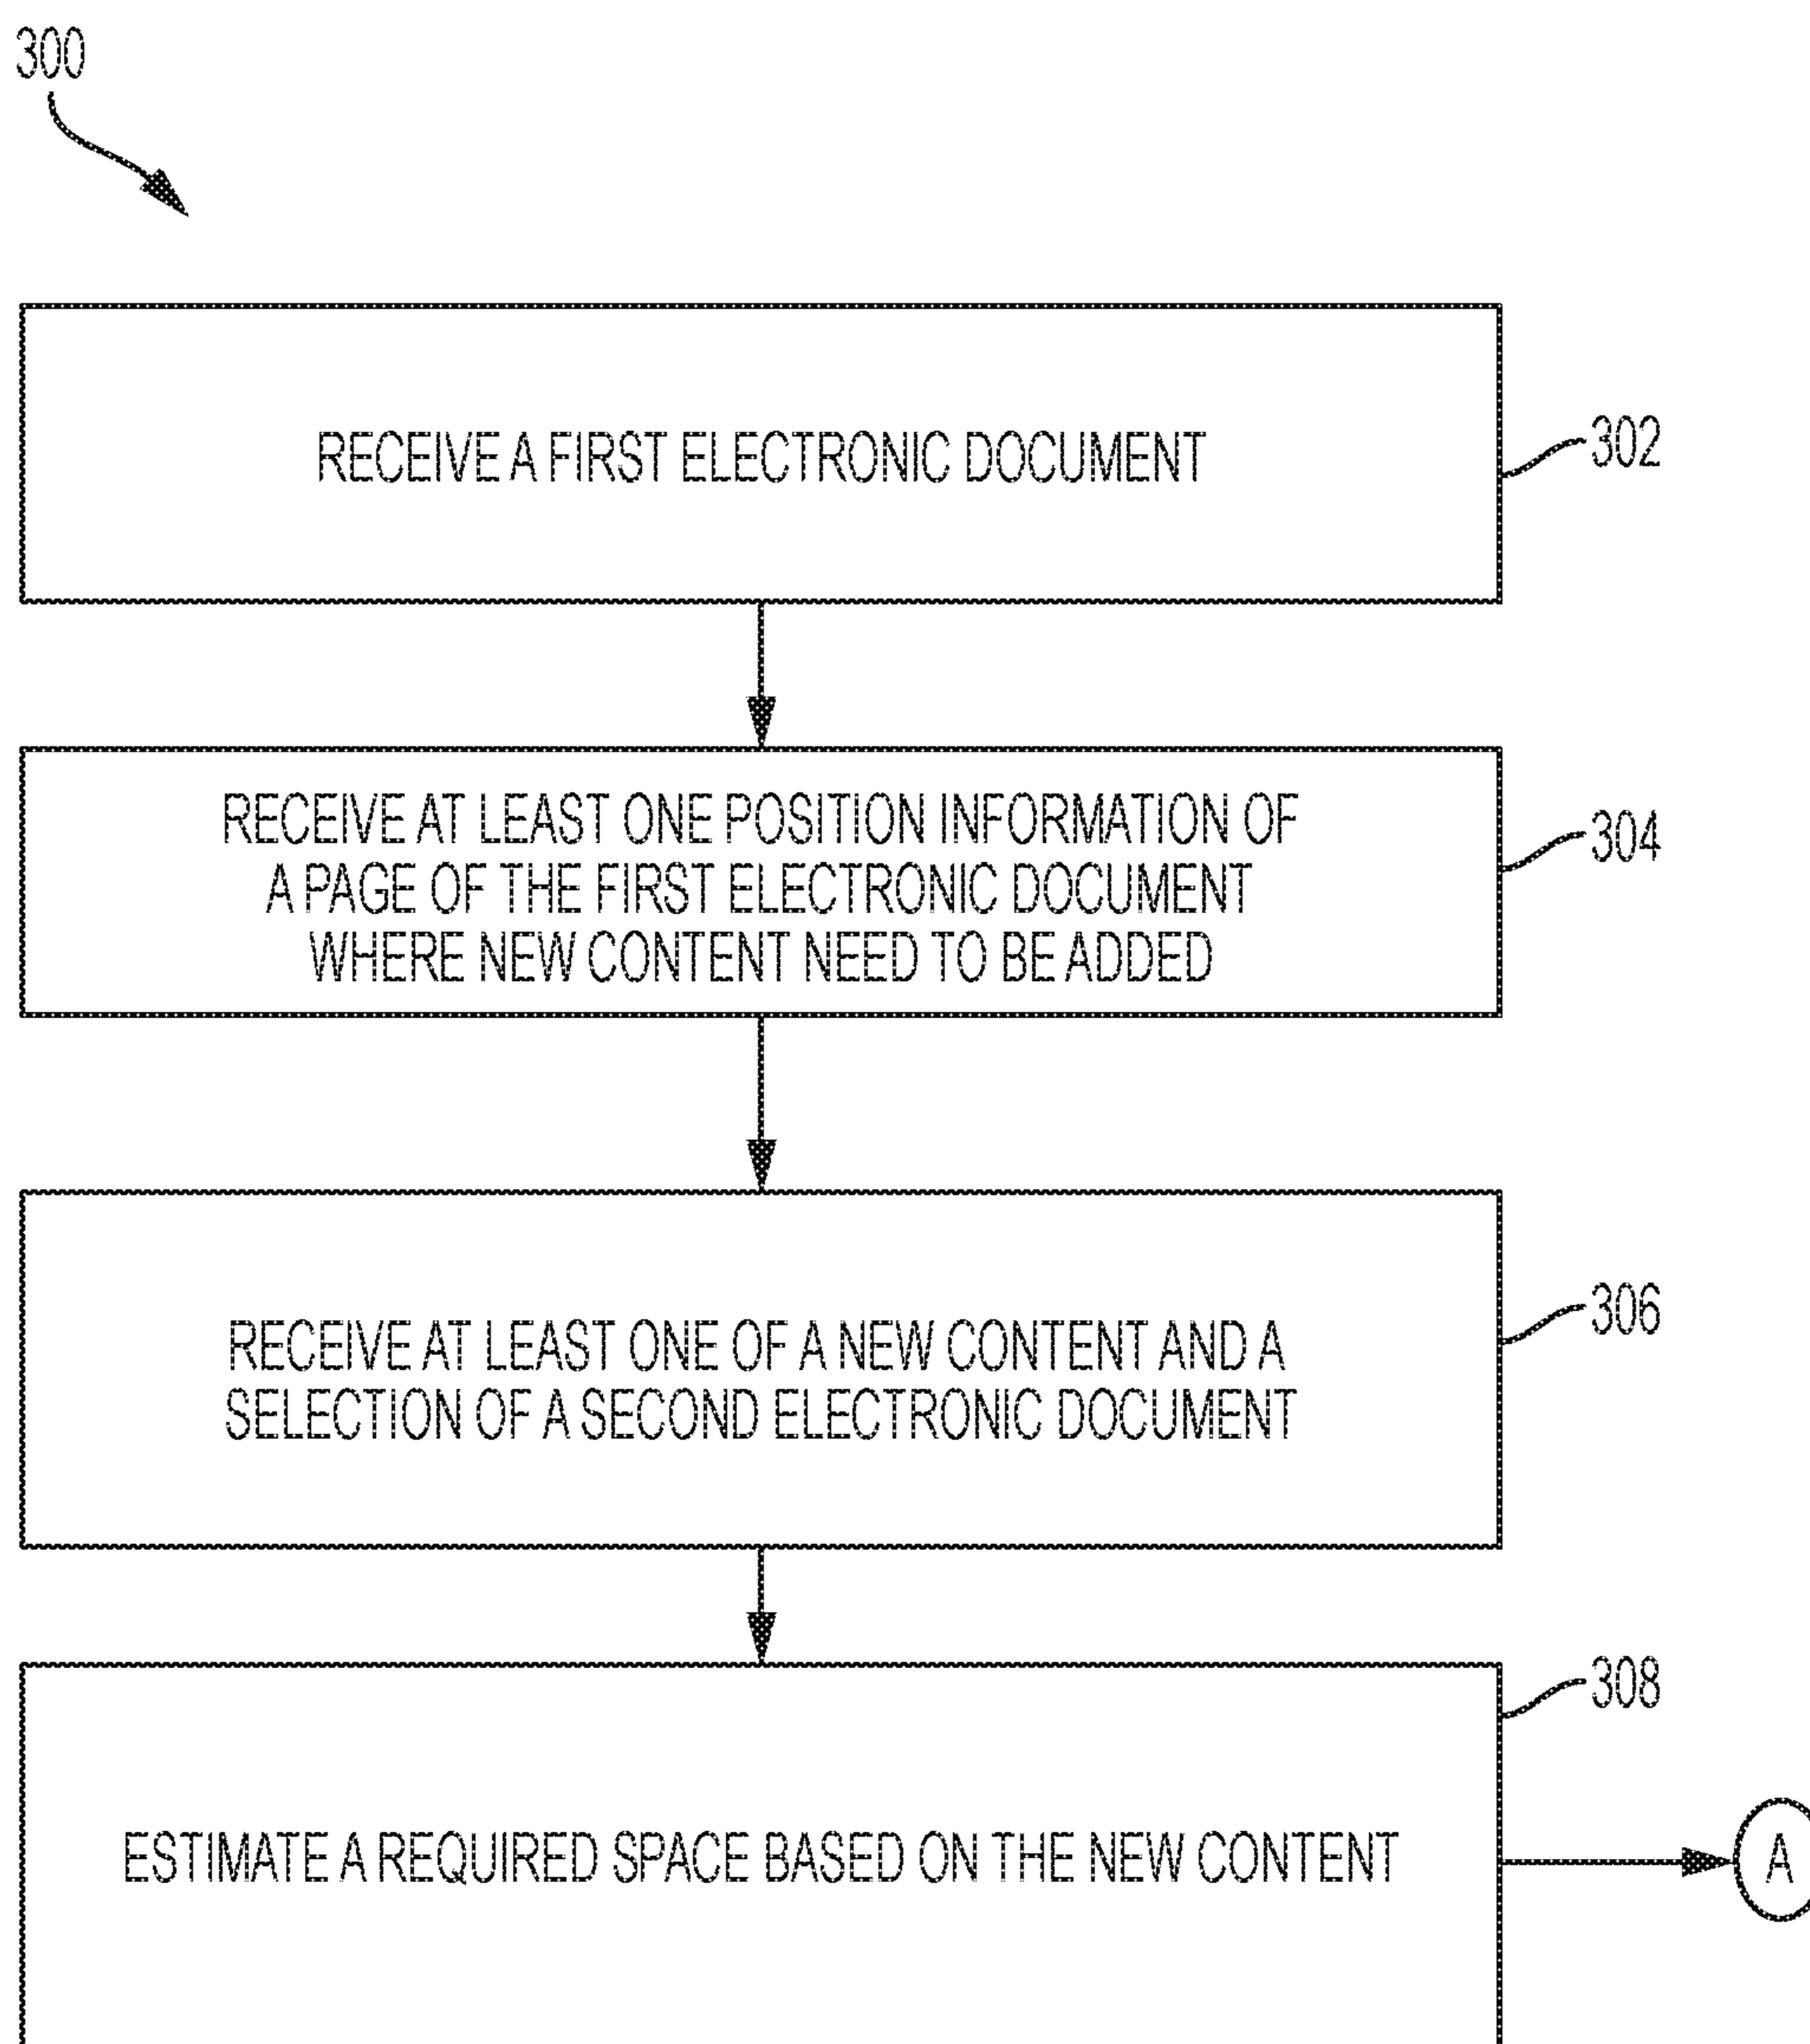 300
RECEIVE A FIRST ELECTRONIC DOCUMENT
302
RECEIVE AT LEAST ONE POSITION INFORMATION OF
A PAGE OF THE FIRST ELECTRONIC DOCUMENT
WHERE NEW CONTENT NEED TO BE ADDED
304
RECEIVE AT LEAST ONE OF A NEW CONTENT AND A
SELECTION OF A SECOND ELECTRONIC DOCUMENT
306
308
ESTIMATE A REQUIRED SPACE BASED ON THE NEW CONTENT
A